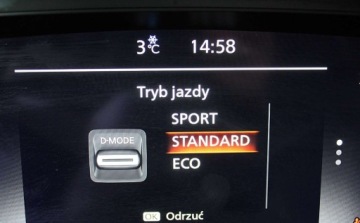 3°C 14:58
Tryb jazdy
D-MODE
SPORT
STANDARD
ECO
OK Odrzuć